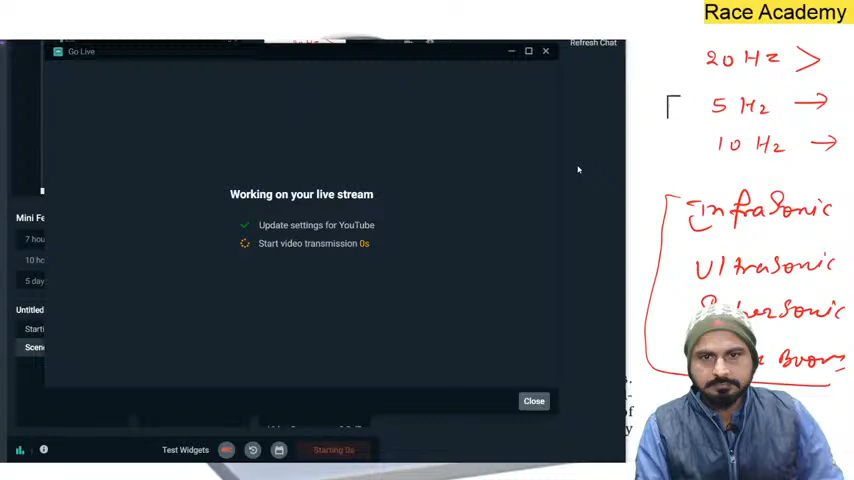 Race Academy
Refresh Chat
Go Live
20 Hz >
5 Hz →
10 Hz →
Working on your live stream
Update settings for YouTube
Start video transmission 0s
Infrasonic
Ultrasonic
Mini Fe
7 hou
10 ho
5 day
Untitled
Starti
Scene
Boom
Close
of
y
Test Widgets
Starting 0s